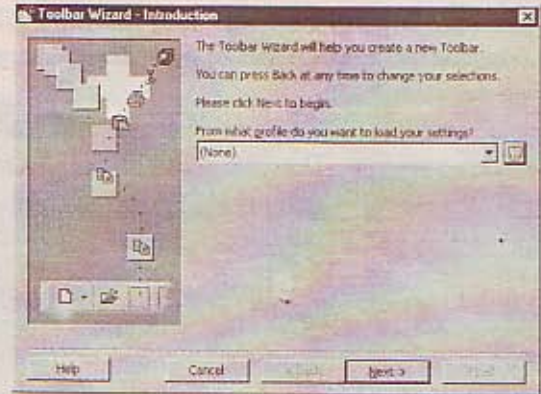 Toolbar Wizard - Introduction
The Toolbar Wizard will help you create a new Toolbar.
You can press Back at any time to change your selections.
Please click Next to begin.
From what profile do you want to load your settings?
(None)
Help
Cancel
< Back
Next >